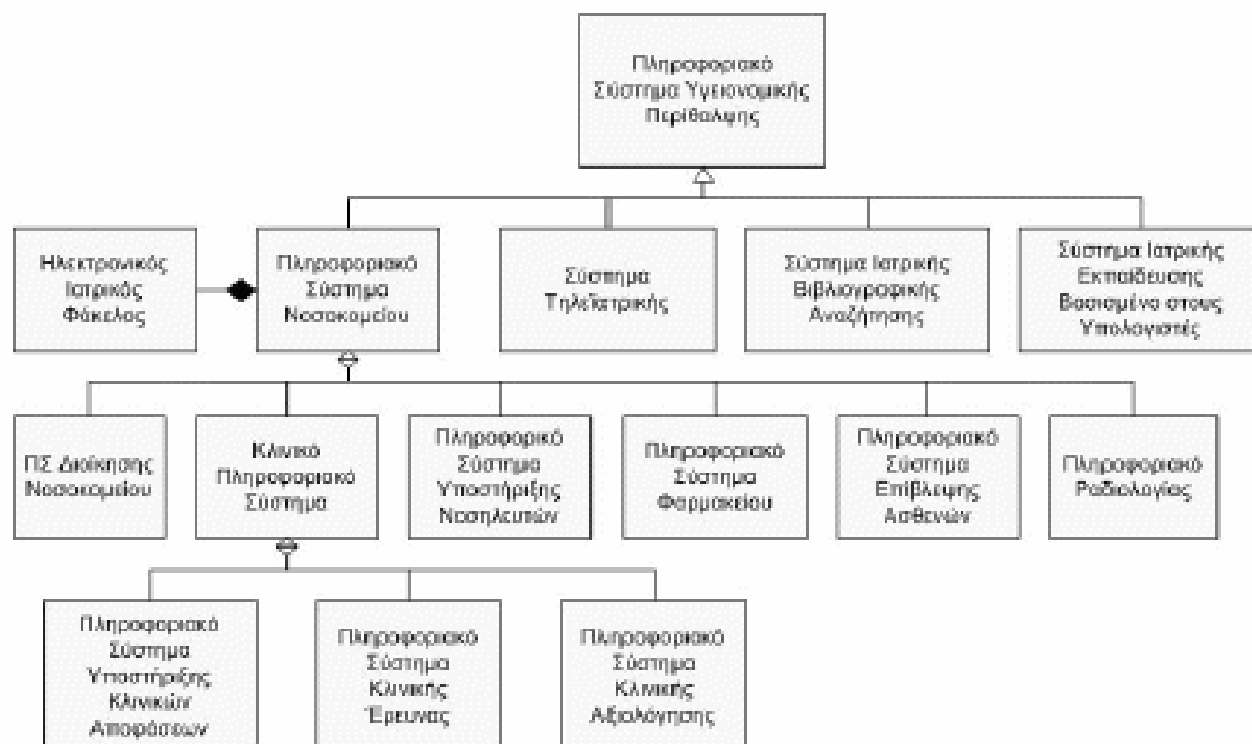 Πληροφοριακό
Σύστημα Υγειονομικής
Περίθαλψης
Ηλεκτρονικός
Ιατρικός
Φάκελος
Πληροφοριακό
Σύστημα
Νοσοκομείου
Σύστημα
Τηλεϊατρικής
Σύστημα Ιατρικής
Βιβλιογραφικής
Αναζήτησης
Σύστημα Ιατρικής
Εκπαίδευσης
Βασισμένο στους
Υπολογιστές
ΠΣ Διοίκησης
Νοσοκομείου
Κλινικό
Πληροφοριακό
Σύστημα
Πληροφορικό
Σύστημα
Υποστήριξης
Νοσηλευτών
Πληροφοριακό
Σύστημα
Φαρμακείου
Πληροφοριακό
Σύστημα
Επίβλεψης
Ασθενών
Πληροφοριακό
Ραδιολογίας
Πληροφοριακό
Σύστημα
Υποστήριξης
Κλινικών
Αποφάσεων
Πληροφοριακό
Σύστημα
Κλινικής
Έρευνας
Πληροφοριακό
Σύστημα
Κλινικής
Αξιολόγησης